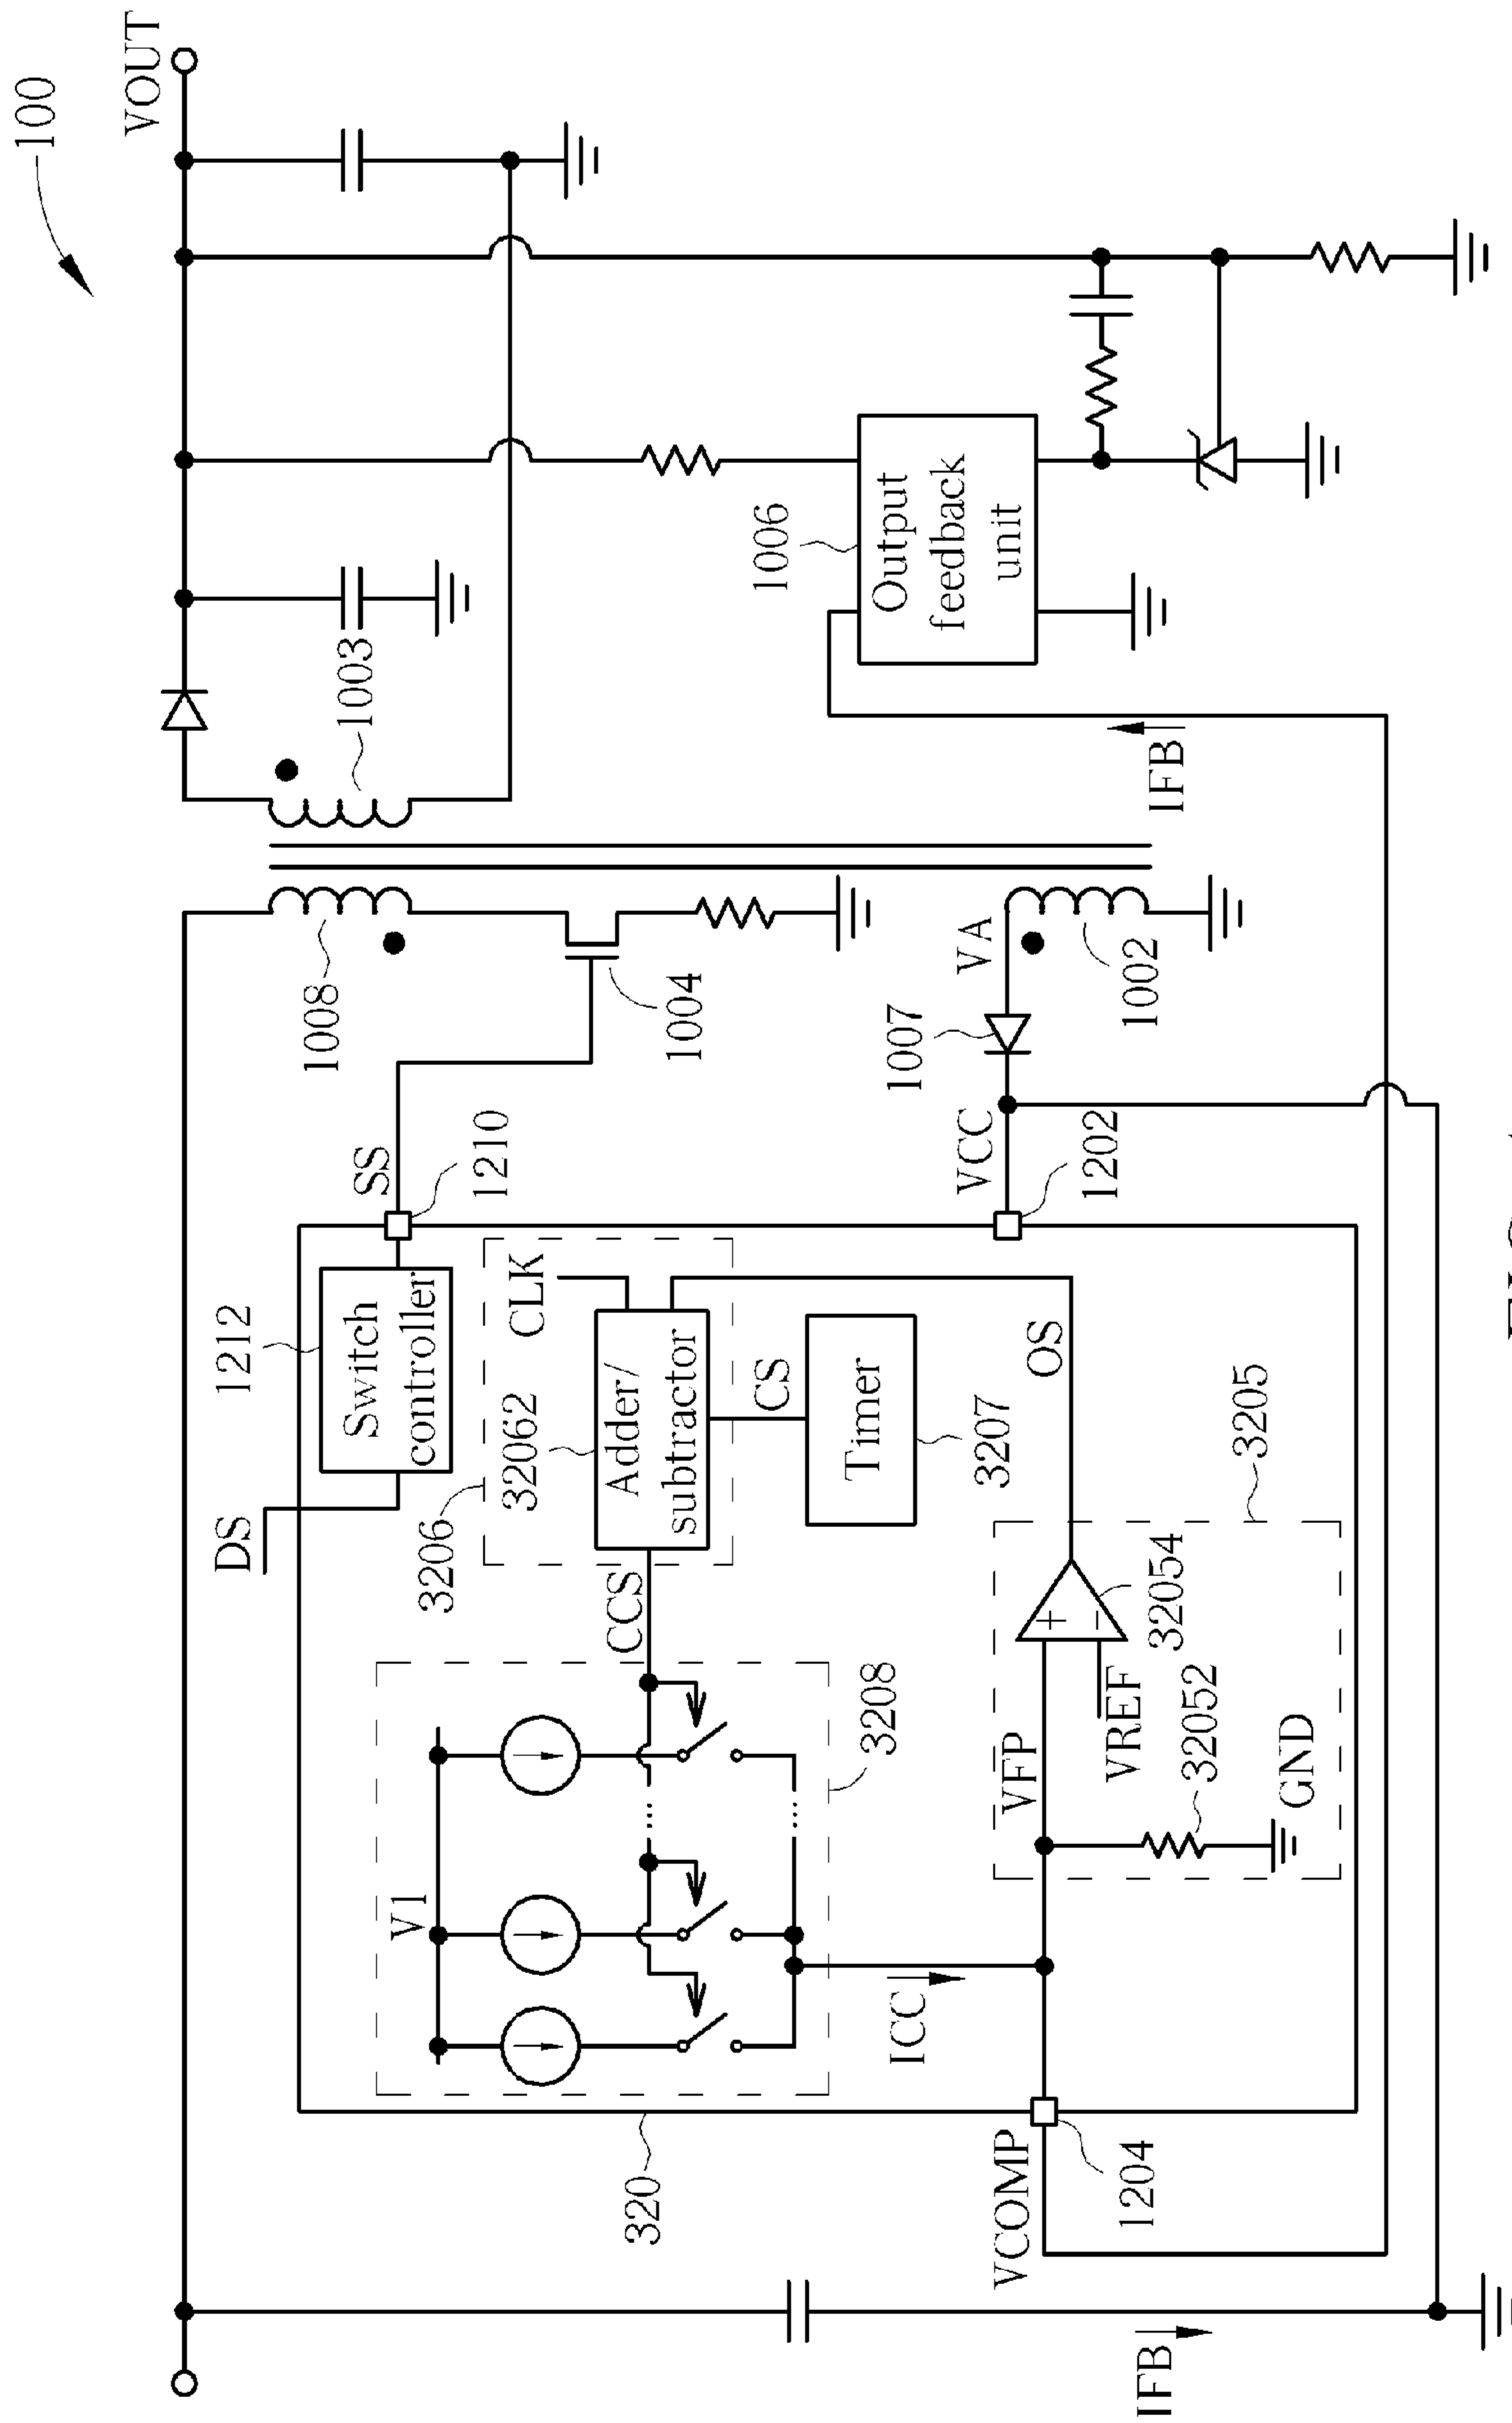 100
VOUT
1003
1006
Output
feedback
unit
IFB
1008
1004
VA
1002
1007
VCC
1202
SS
1210
1212
Switch
controller
DS
CLK
32062
3206
Adder/
subtractor
CS
Timer
3207
OS
3205
CCS
3208
V1
ICC
VFP
VREF
32054
32052
GND
320
VCOMP
1204
IFB